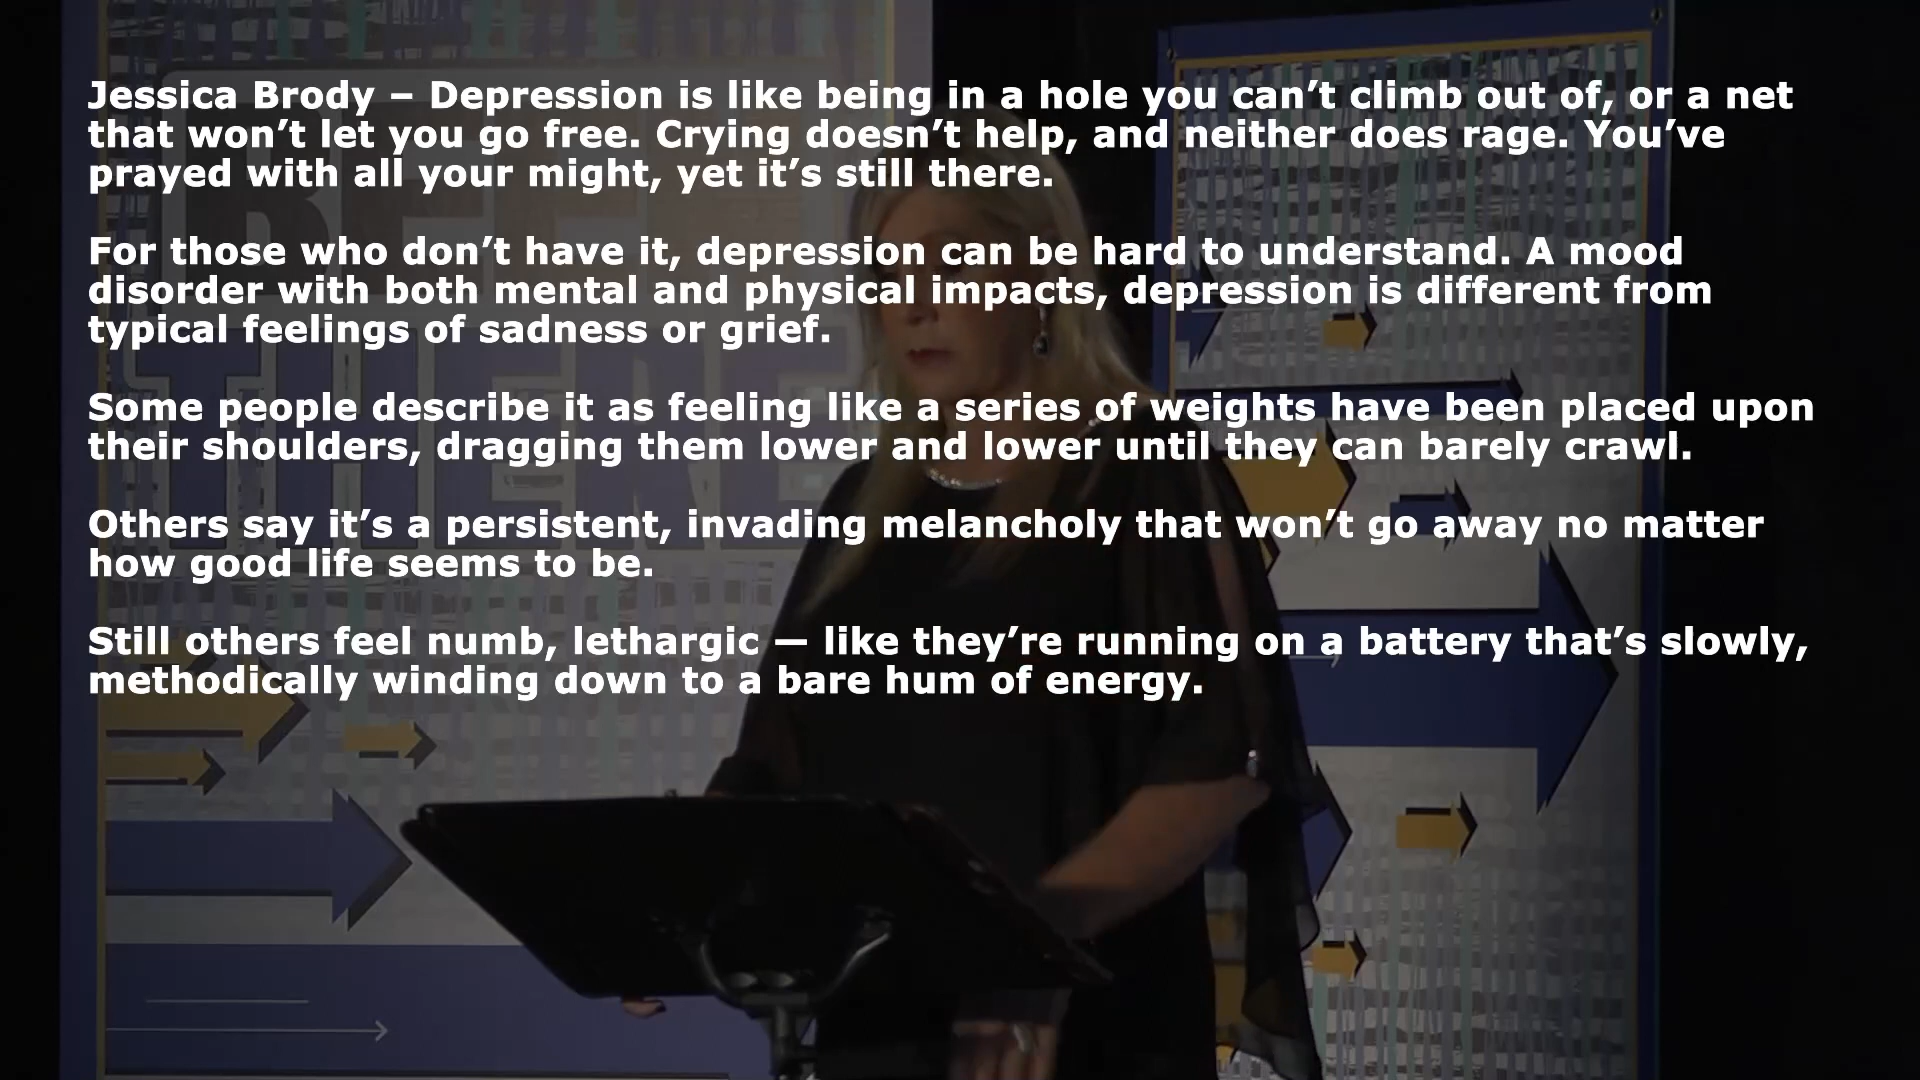 Jessica Brody – Depression is like being in a hole you can’t climb out of, or a net
that won’t let you go free. Crying doesn’t help, and neither does rage. You’ve
prayed with all your might, yet it’s still there.
For those who don’t have it, depression can be hard to understand. A mood
disorder with both mental and physical impacts, depression is different from
typical feelings of sadness or grief.
Some people describe it as feeling like a series of weights have been placed upon
their shoulders, dragging them lower and lower until they can barely crawl.
Others say it’s a persistent, invading melancholy that won’t go away no matter
how good life seems to be.
Still others feel numb, lethargic — like they’re running on a battery that’s slowly,
methodically winding down to a bare hum of energy.
THERE